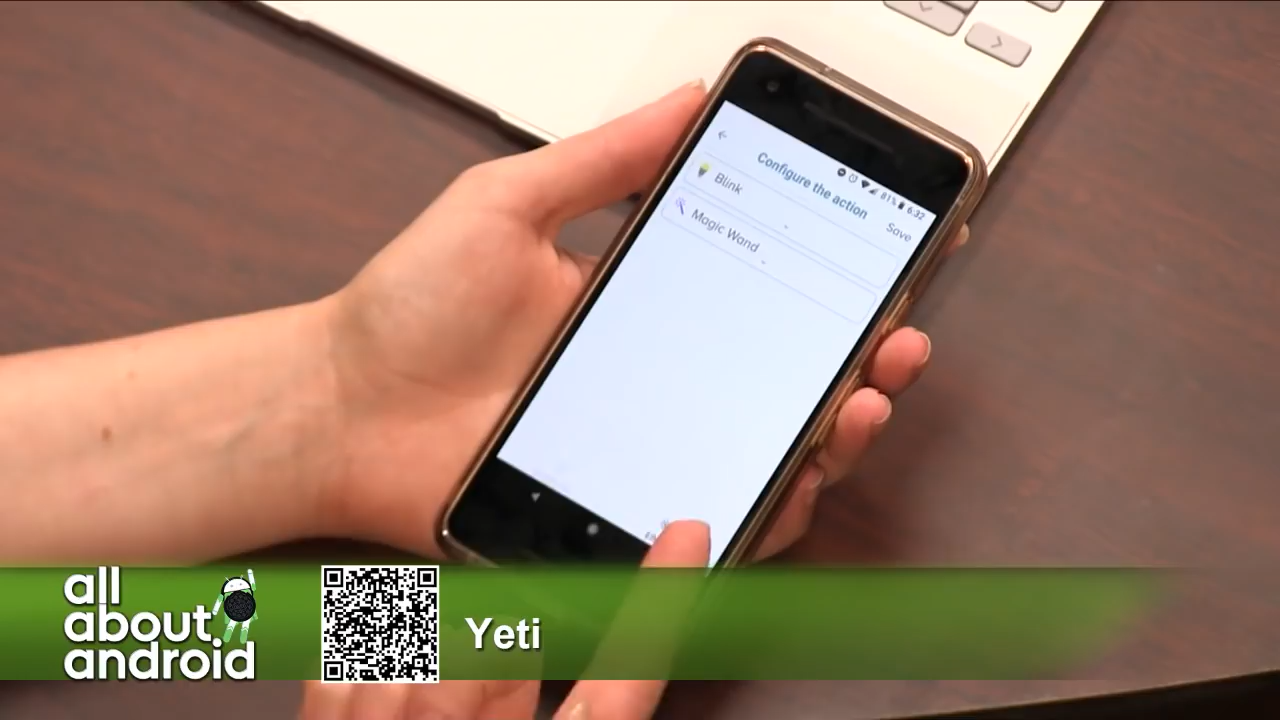 81% 6:32
Configure the action
Save
Blink
Magic Wand
all
about
android
Yeti